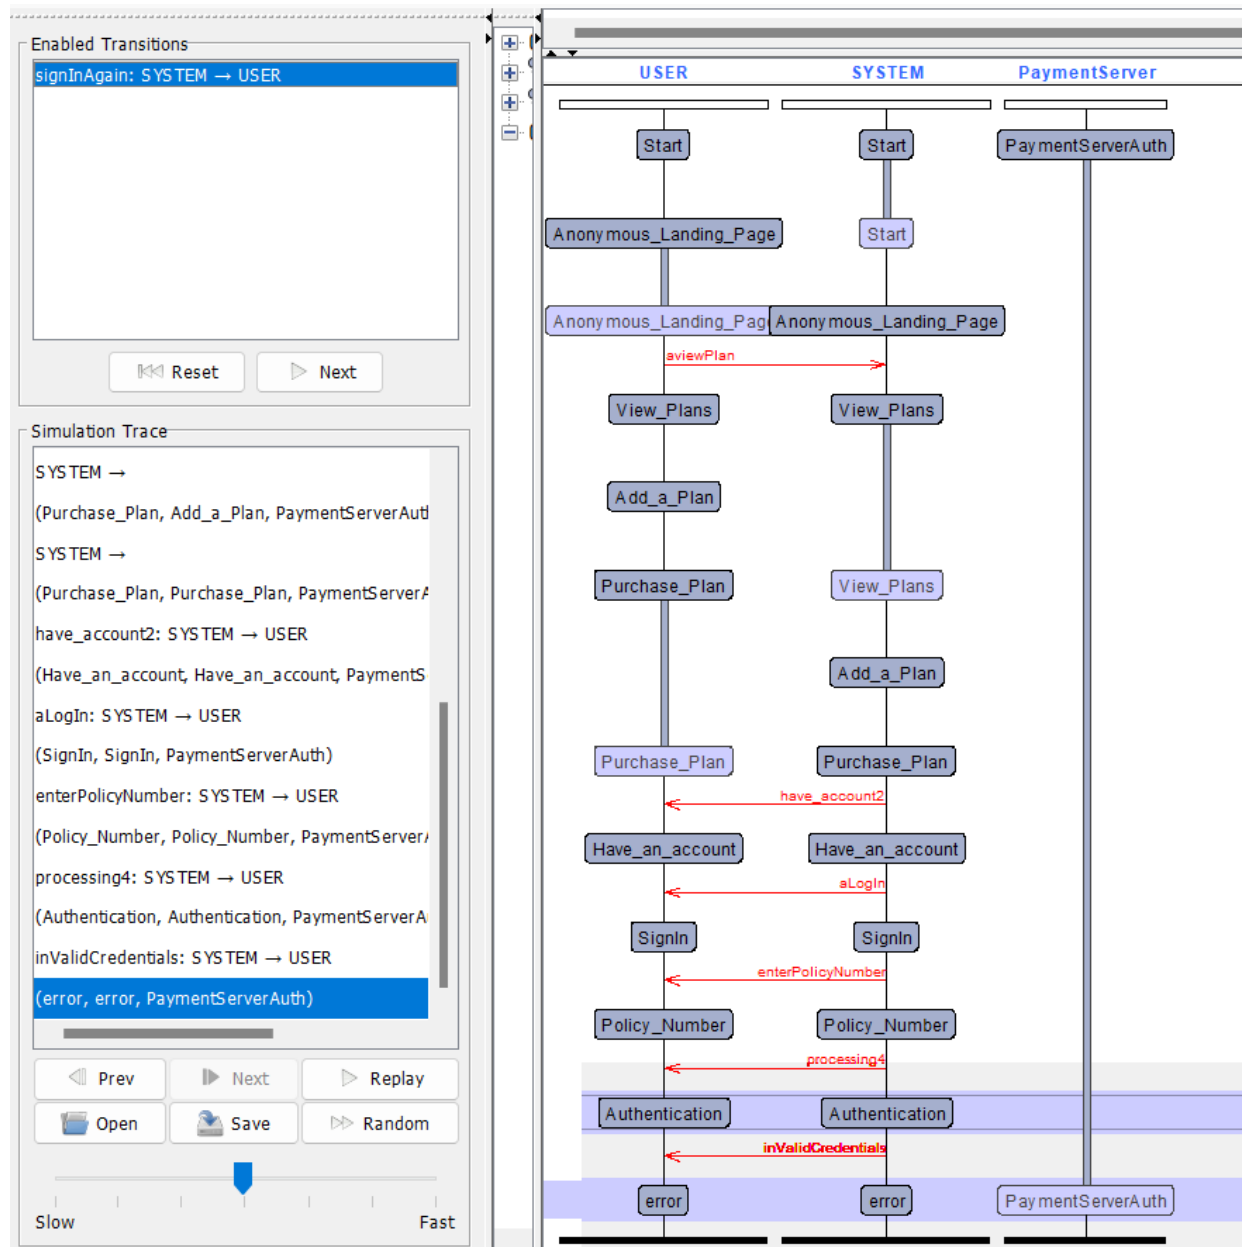 Enabled Transitions
signInAgain: SYSTEM → USER
Reset
Next
Simulation Trace
SYSTEM →
(Purchase_Plan, Add_a_Plan, PaymentServerAut
SYSTEM →
(Purchase_Plan, Purchase_Plan, PaymentServerA
have_account2: SYSTEM → USER
(Have_an_account, Have_an_account, PaymentS
aLogIn: SYSTEM → USER
(SignIn, SignIn, PaymentServerAuth)
enterPolicyNumber: SYSTEM → USER
(Policy_Number, Policy_Number, PaymentServerA
processing4: SYSTEM → USER
(Authentication, Authentication, PaymentServerA
inValidCredentials: SYSTEM → USER
(error, error, PaymentServerAuth)
Prev
Next
Replay
Open
Save
Random
Slow
Fast
USER SYSTEM PaymentServer
Start Start PaymentServerAuth
Anonymous_Landing_Page Start
Anonymous_Landing_Pag Anonymous_Landing_Page
aviewPlan
View_Plans View_Plans
Add_a_Plan
Purchase_Plan View_Plans
Add_a_Plan
Purchase_Plan Purchase_Plan
have_account2
Have_an_account Have_an_account
aLogIn
SignIn SignIn
enterPolicyNumber
Policy_Number Policy_Number
processing4
Authentication Authentication
inValidCredentials
error error PaymentServerAuth